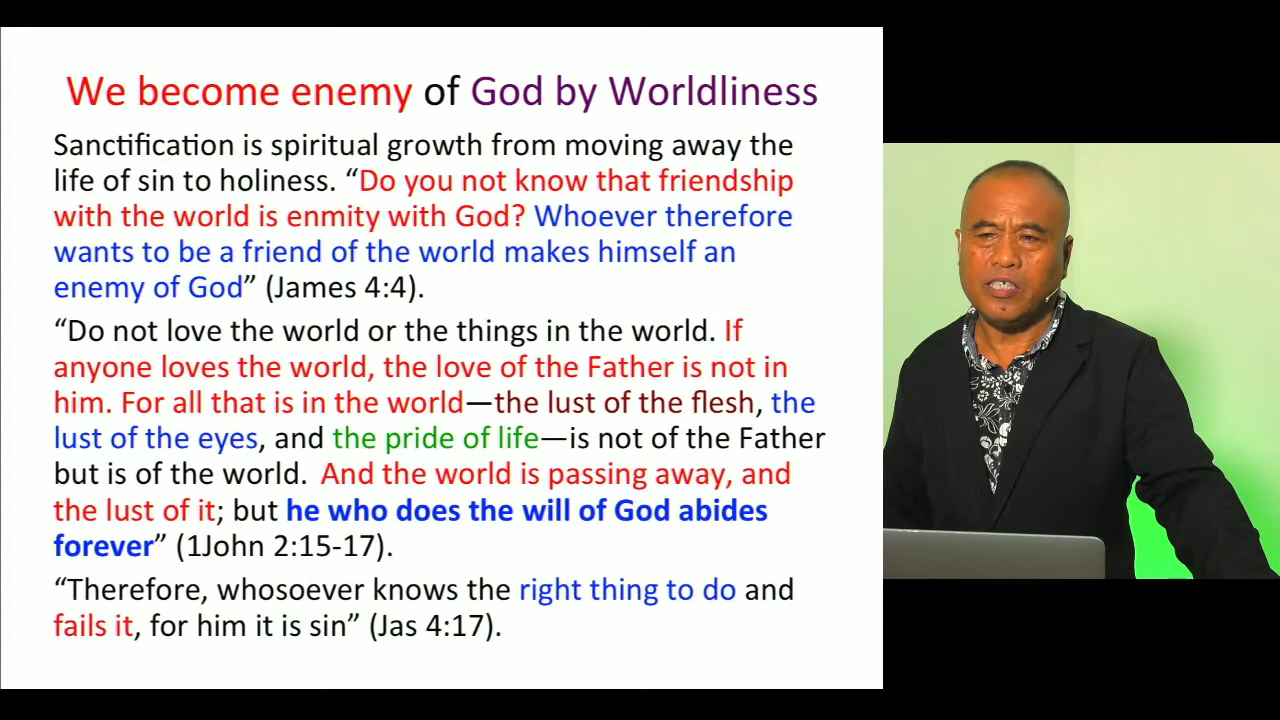 We become enemy of God by Worldliness
Sanctification is spiritual growth from moving away the
life of sin to holiness. “Do you not know that friendship
with the world is enmity with God? Whoever therefore
wants to be a friend of the world makes himself an
enemy of God” (James 4:4).
“Do not love the world or the things in the world. If
anyone loves the world, the love of the Father is not in
him. For all that is in the world—the lust of the flesh, the
lust of the eyes, and the pride of life—is not of the Father
but is of the world. And the world is passing away, and
the lust of it; but he who does the will of God abides
forever” (1John 2:15-17).
“Therefore, whosoever knows the right thing to do and
fails it, for him it is sin” (Jas 4:17).